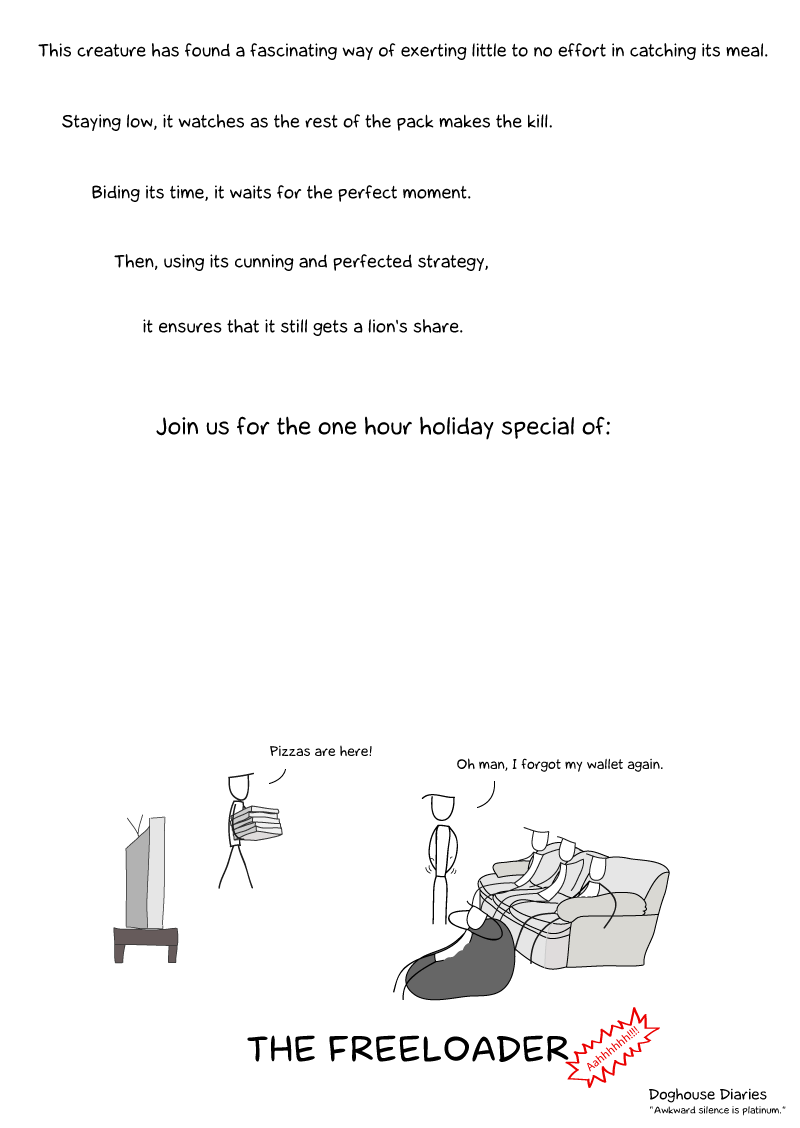 This creature has found a fascinating way of exerting little to no effort in catching its meal.
Staying low, it watches as the rest of the pack makes the kill.
Biding its time, it waits for the perfect moment.
Then, using its cunning and perfected strategy,
it ensures that it still gets a lion's share.
Join us for the one hour holiday special of:
Pizzas are here!
Oh man, I forgot my wallet again.
THE FREELOADER
Aahhhhhh!!!!
Doghouse Diaries
"Awkward silence is platinum."